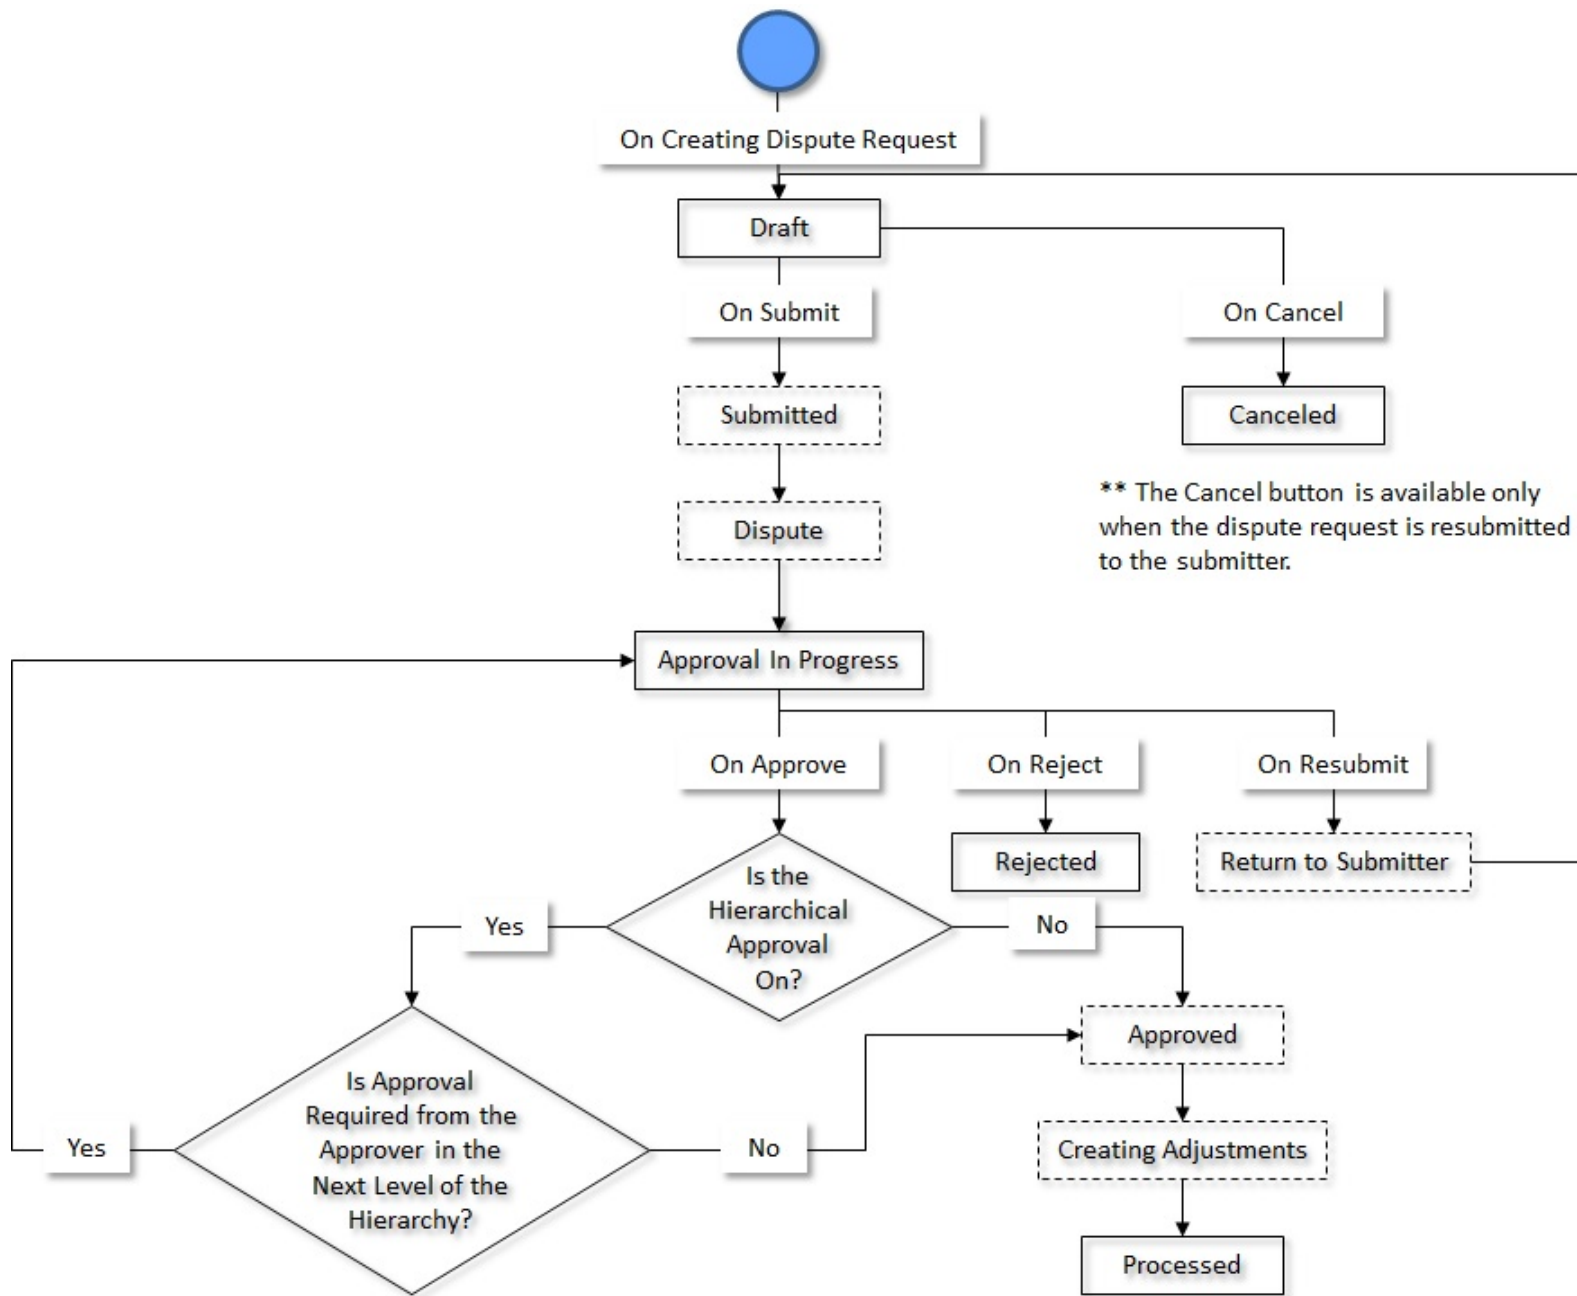 On Creating Dispute Request
Draft
On Submit
On Cancel
Submitted
Canceled
** The Cancel button is available only
when the dispute request is resubmitted
to the submitter.
Dispute
Approval In Progress
On Approve
On Reject
On Resubmit
Rejected
Return to Submitter
Is the
Hierarchical
Approval
On?
Yes
No
Approved
Is Approval
Required from the
Approver in the
Next Level of the
Hierarchy?
Yes
No
Creating Adjustments
Processed